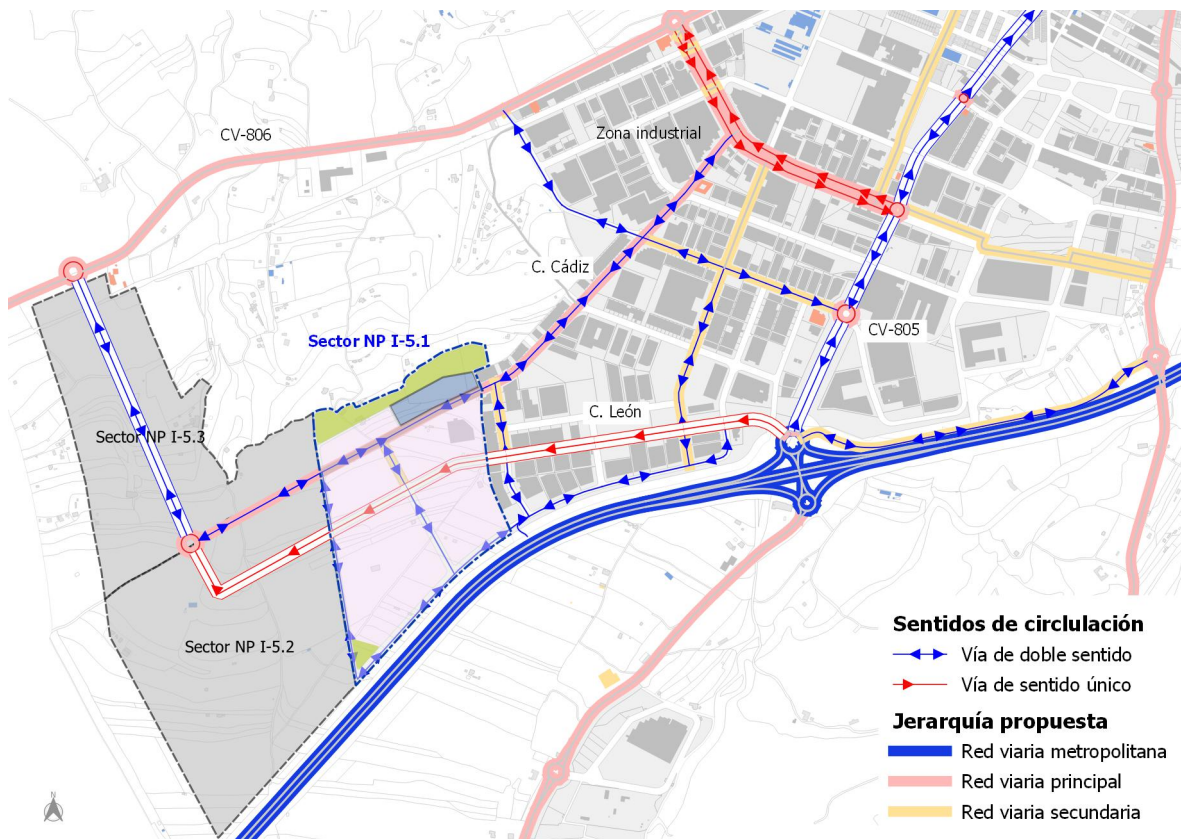 CV-806
Zona industrial
C. Cádiz
Sector NP I-5.1
CV-805
C. León
Sector NP I-5.3
Sector NP I-5.2
Sentidos de circlulación
Vía de doble sentido
Vía de sentido único
Jerarquía propuesta
Red viaria metropolitana
Red viaria principal
Red viaria secundaria
N